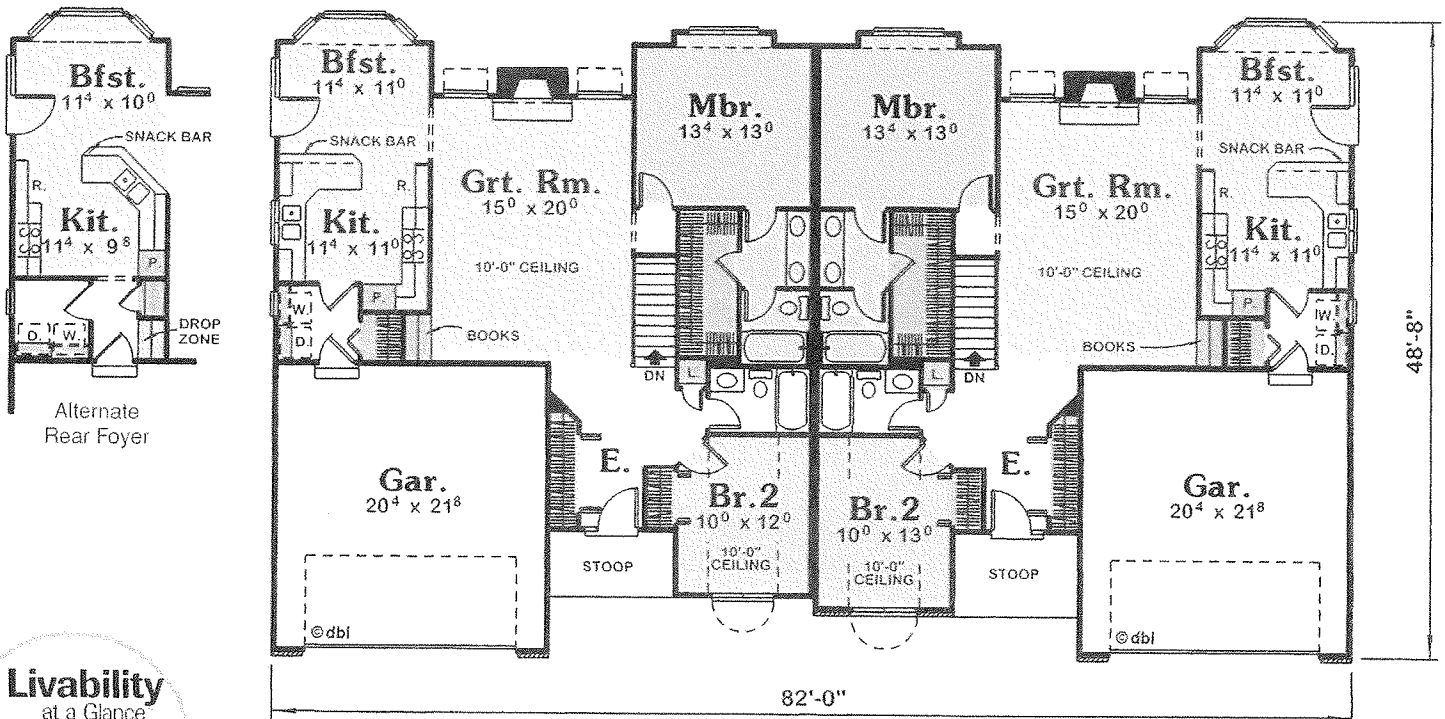 Bfst.
11⁴ x 10⁰
SNACK BAR
R.
Kit.
11⁴ x 9⁸
P.
D.
W.
DROP
ZONE
Alternate
Rear Foyer
Bfst.
11⁴ x 11⁰
SNACK BAR
R.
Kit.
11⁴ x 11⁰
P.
W.
D.
BOOKS
Grt. Rm.
15⁰ x 20⁰
10'-0" CEILING
Mbr.
13⁴ x 13⁰
DN
L.
E.
Gar.
20⁴ x 21⁸
©dbi
STOOP
Br.2
10⁰ x 12⁰
10'-0"
CEILING
Mbr.
13⁴ x 13⁰
DN
L.
Br.2
10⁰ x 13⁰
10'-0"
CEILING
E.
STOOP
Grt. Rm.
15⁰ x 20⁰
10'-0" CEILING
BOOKS
Bfst.
11⁴ x 11⁰
SNACK BAR
R.
Kit.
11⁴ x 11⁰
P.
W.
D.
Gar.
20⁴ x 21⁸
©dbi
48'-8"
82'-0"
Livability
at a Glance